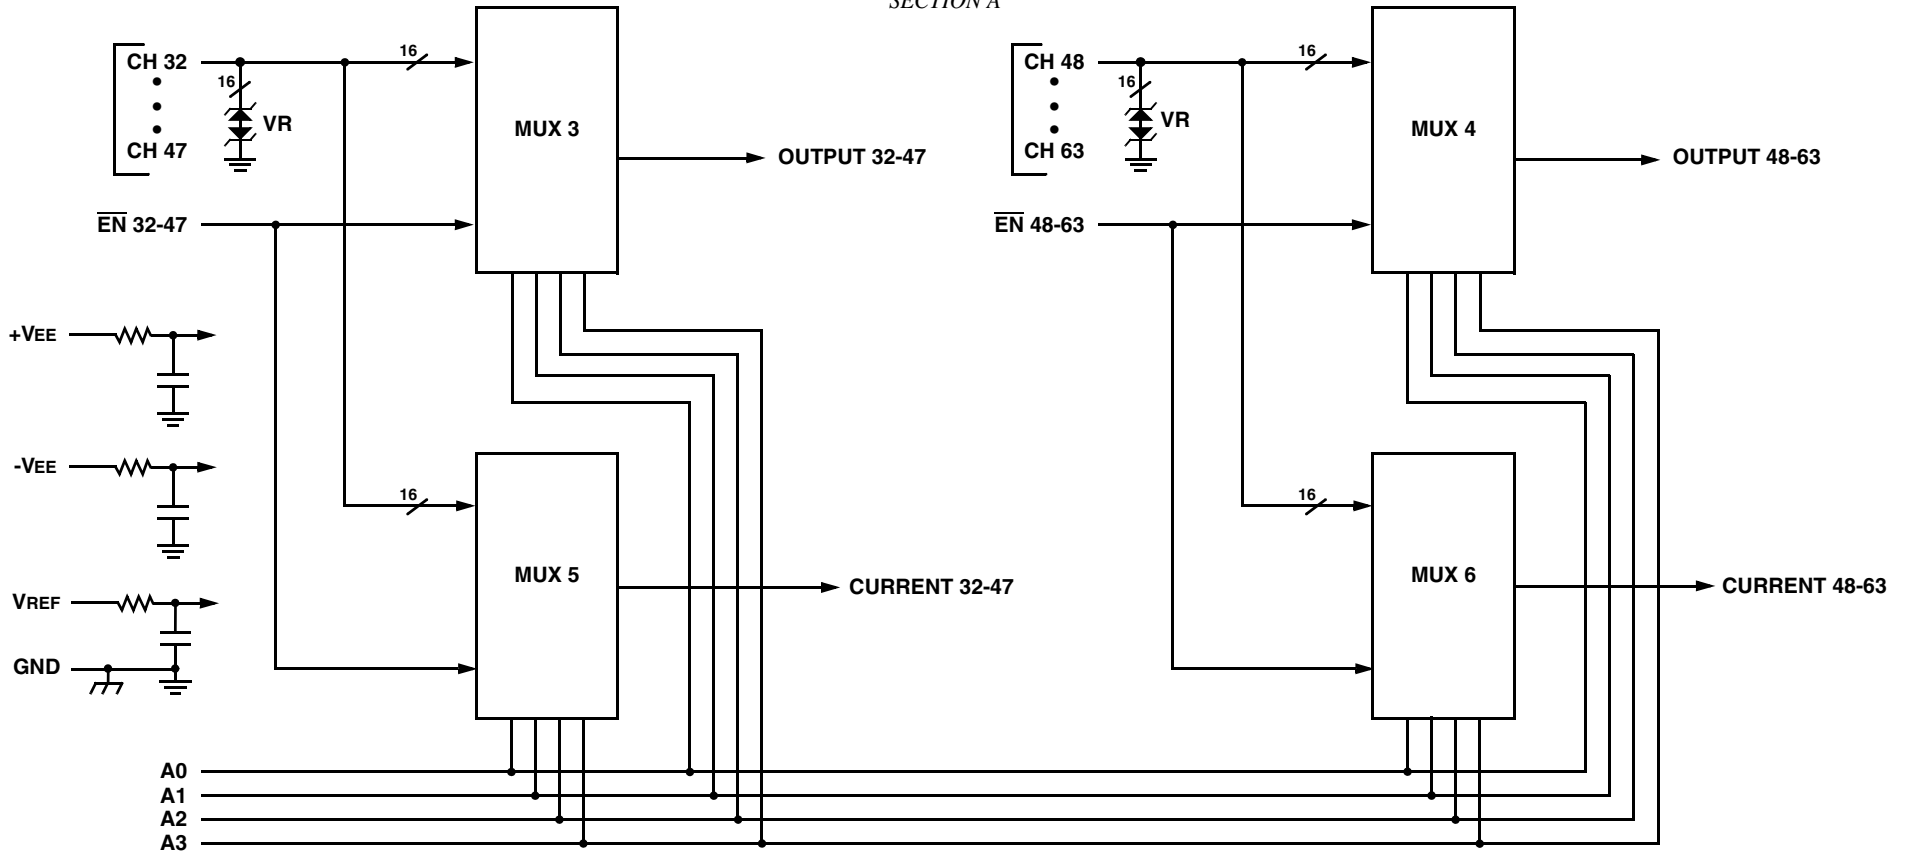 SECTION A
CH 32
16
16
VR
CH 47
MUX 3
OUTPUT 32-47
EN 32-47
CH 48
16
16
VR
CH 63
MUX 4
OUTPUT 48-63
EN 48-63
+VEE
-VEE
VREF
GND
16
MUX 5
CURRENT 32-47
16
MUX 6
CURRENT 48-63
A0
A1
A2
A3